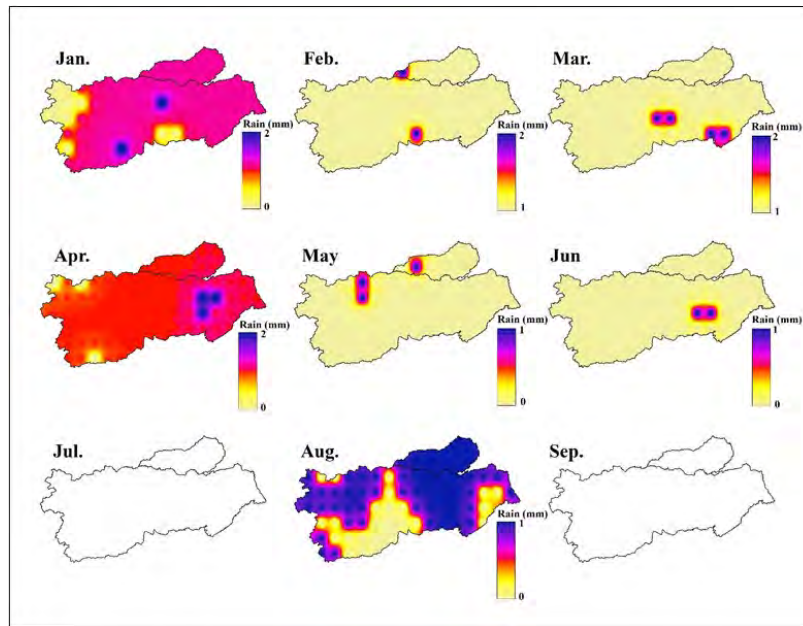 Jan.
Rain (mm)
2
0
Feb.
Rain (mm)
2
1
Mar.
Rain (mm)
2
1
Apr.
Rain (mm)
2
0
May
Rain (mm)
1
0
Jun
Rain (mm)
1
0
Jul.
Aug.
Rain (mm)
1
0
Sep.